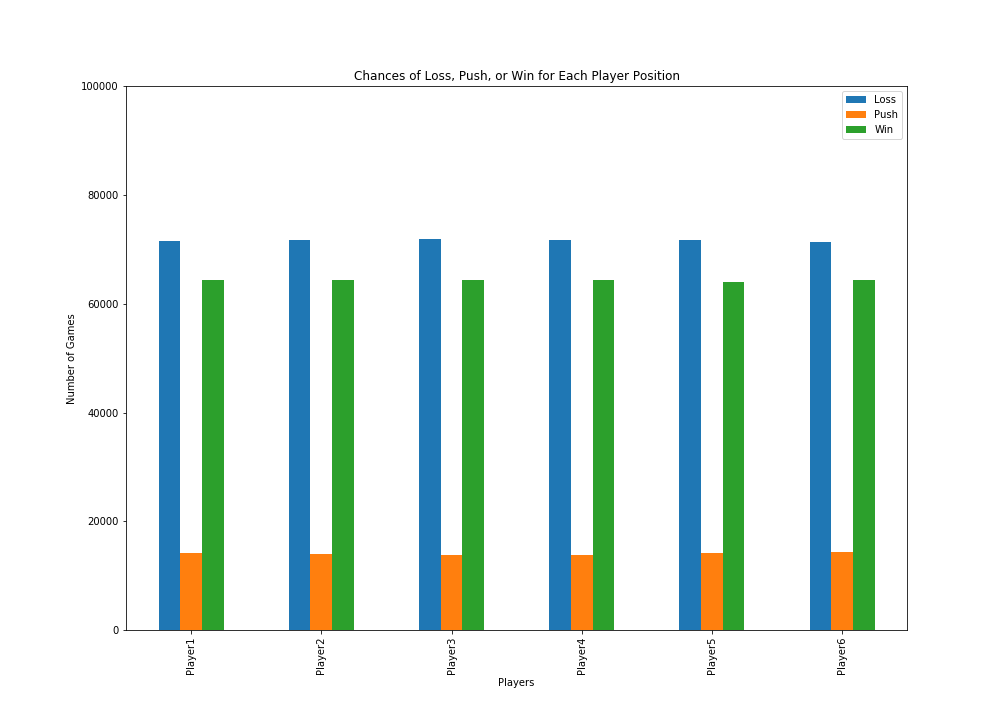 Chances of Loss, Push, or Win for Each Player Position
100000
80000
60000
40000
20000
0
Number of Games
Loss
Push
Win
Player1
Player2
Player3
Player4
Player5
Player6
Players